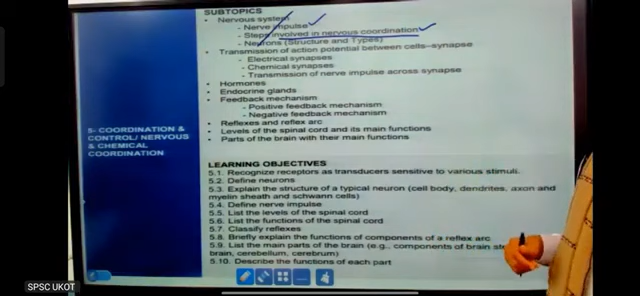 SUBTOPICS
• Nervous system
- Nerve impulse
- Steps involved in nervous coordination
- Neurons (Structure and Types)
• Transmission of action potential between cells-synapse
- Electrical synapses
- Chemical synapses
- Transmission of nerve impulse across synapse
• Hormones
• Endocrine glands
• Feedback mechanism
- Positive feedback mechanism
- Negative feedback mechanism
• Reflexes and reflex arc
• Levels of the spinal cord and its main functions
• Parts of the brain with their main functions
5- COORDINATION &
CONTROL/ NERVOUS
& CHEMICAL
COORDINATION
LEARNING OBJECTIVES
5.1. Recognize receptors as transducers sensitive to various stimuli.
5.2. Define neurons
5.3. Explain the structure of a typical neuron (cell body, dendrites, axon and
myelin sheath and schwann cells)
5.4. Define nerve impulse
5.5. List the levels of the spinal cord
5.6. List the functions of the spinal cord
5.7. Classify reflexes
5.8. Briefly explain the functions of components of a reflex arc.
5.9. List the main parts of the brain (e.g., components of brain
brain, cerebellum, cerebrum)
5.10. Describe the functions of each part
SPSC UKOT